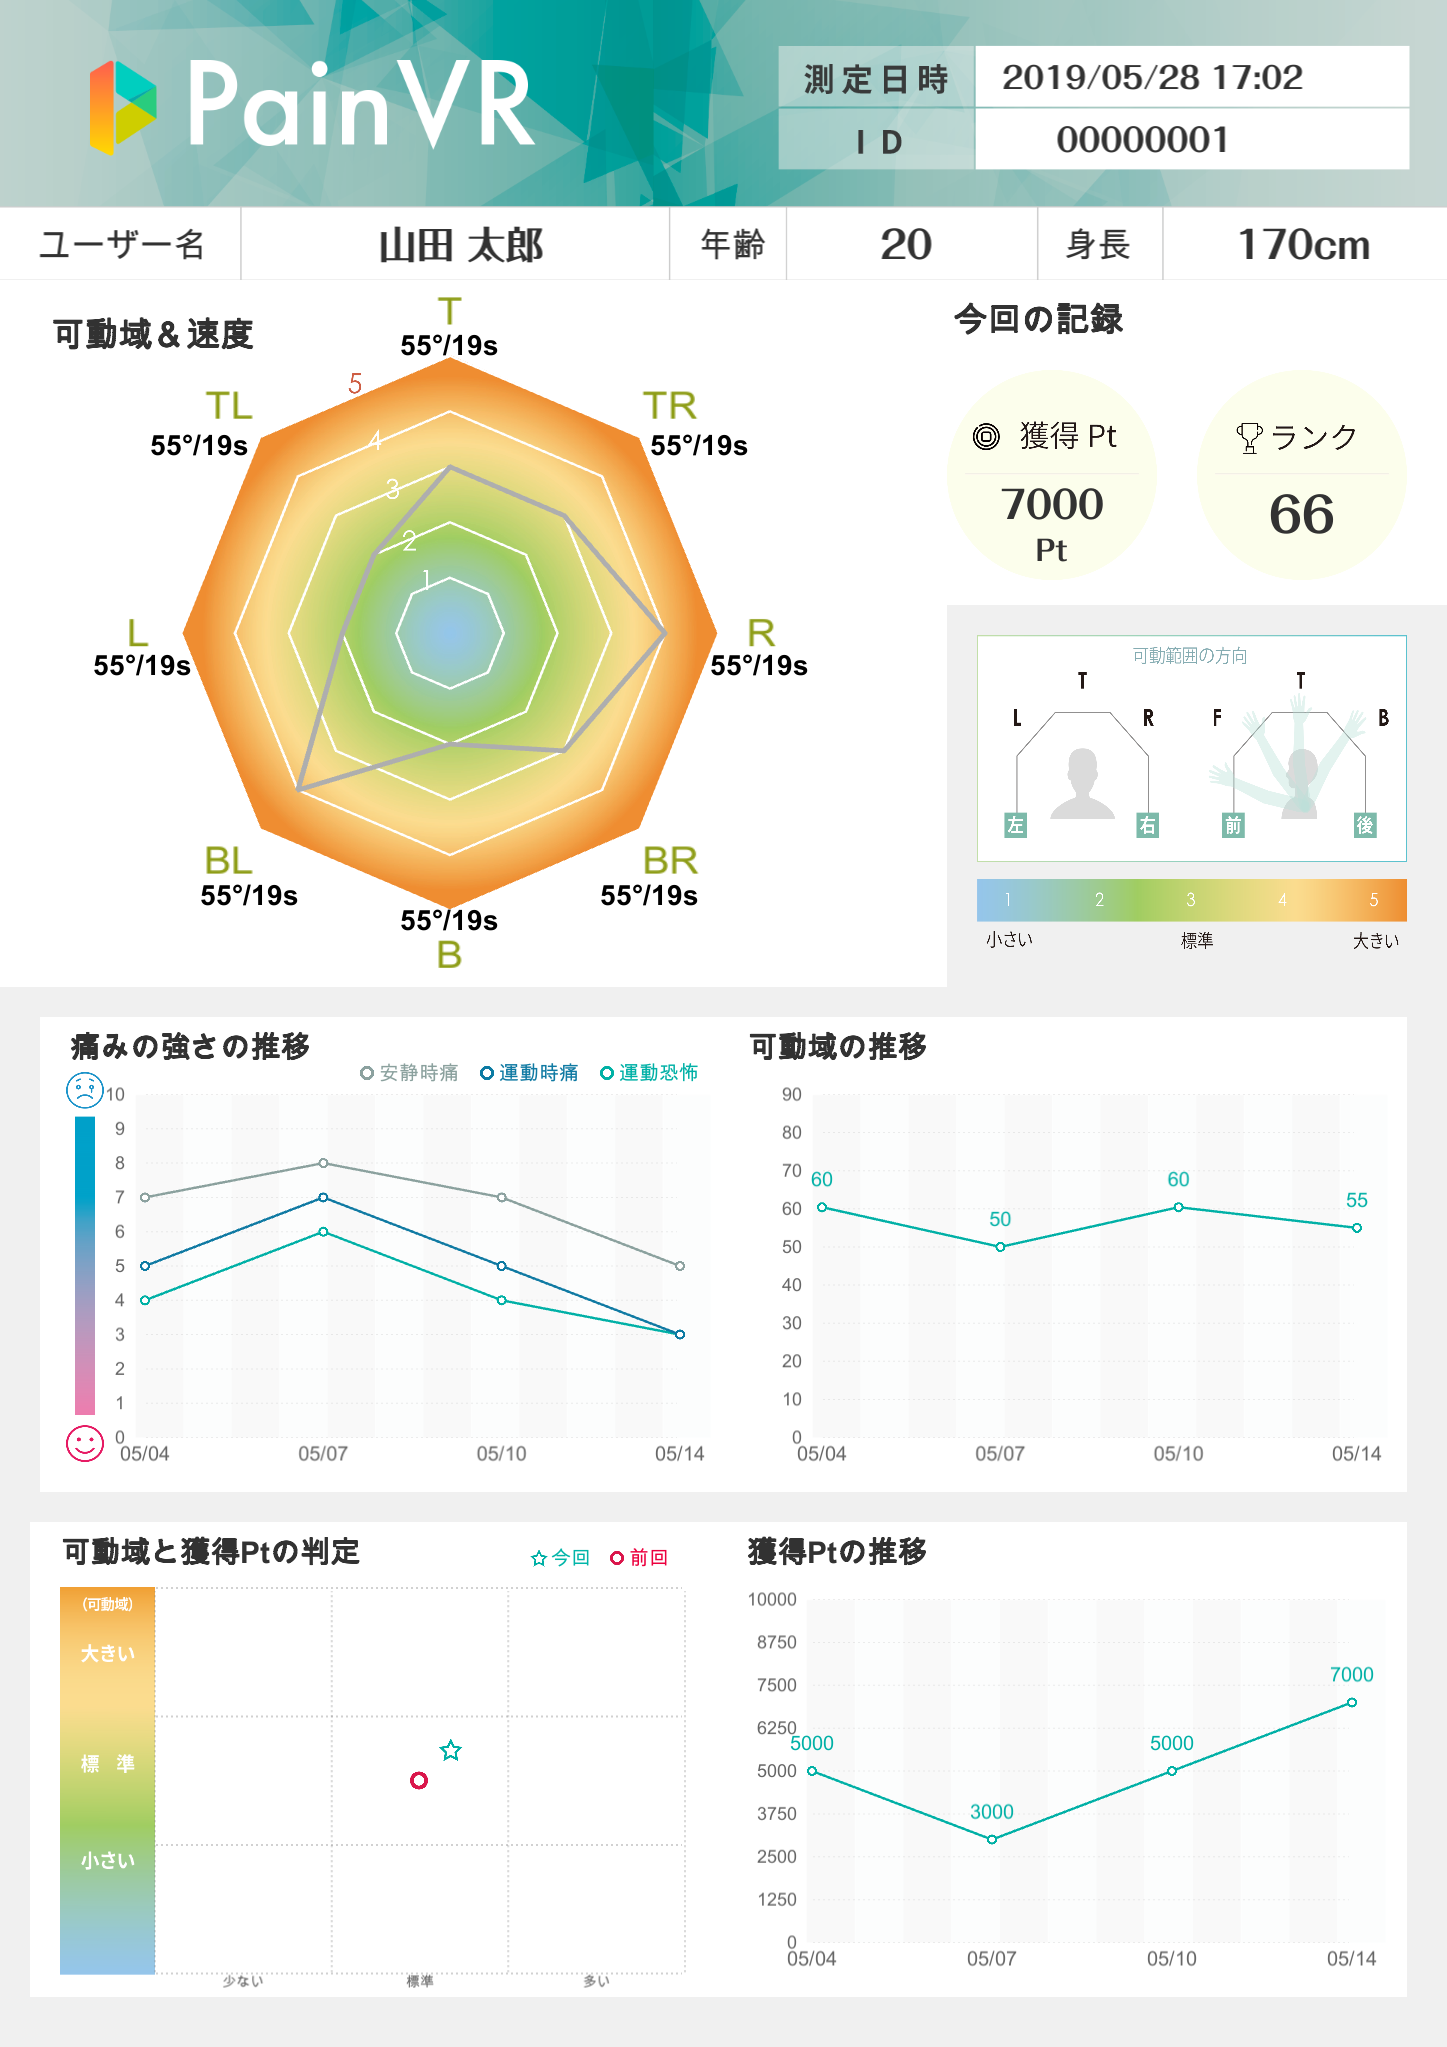 PainVR
測定日時 2019/05/28 17:02
ID 00000001
ユーザー名 山田 太郎 年齢 20 身長 170cm
可動域＆速度
T
55°/19s
TL
55°/19s
TR
55°/19s
5
4
3
2
1
L
55°/19s
R
55°/19s
BL
55°/19s
BR
55°/19s
55°/19s
B
今回の記録
獲得 Pt
7000
Pt
ランク
66
可動範囲の方向
T
L R
左 右
T
F B
前 後
1 2 3 4 5
小さい 標準 大きい
痛みの強さの推移
安静時痛 運動時痛 運動恐怖
10
9
8
7
6
5
4
3
2
1
0
05/04 05/07 05/10 05/14
可動域の推移
90
80
70
60
50
40
30
20
10
0
60 50 60 55
05/04 05/07 05/10 05/14
可動域と獲得Ptの判定
今回 前回
(可動域)
大きい
標 準
小さい
少ない 標準 多い
獲得Ptの推移
10000
8750
7500
6250
5000
3750
2500
1250
0
5000 3000 5000 7000
05/04 05/07 05/10 05/14